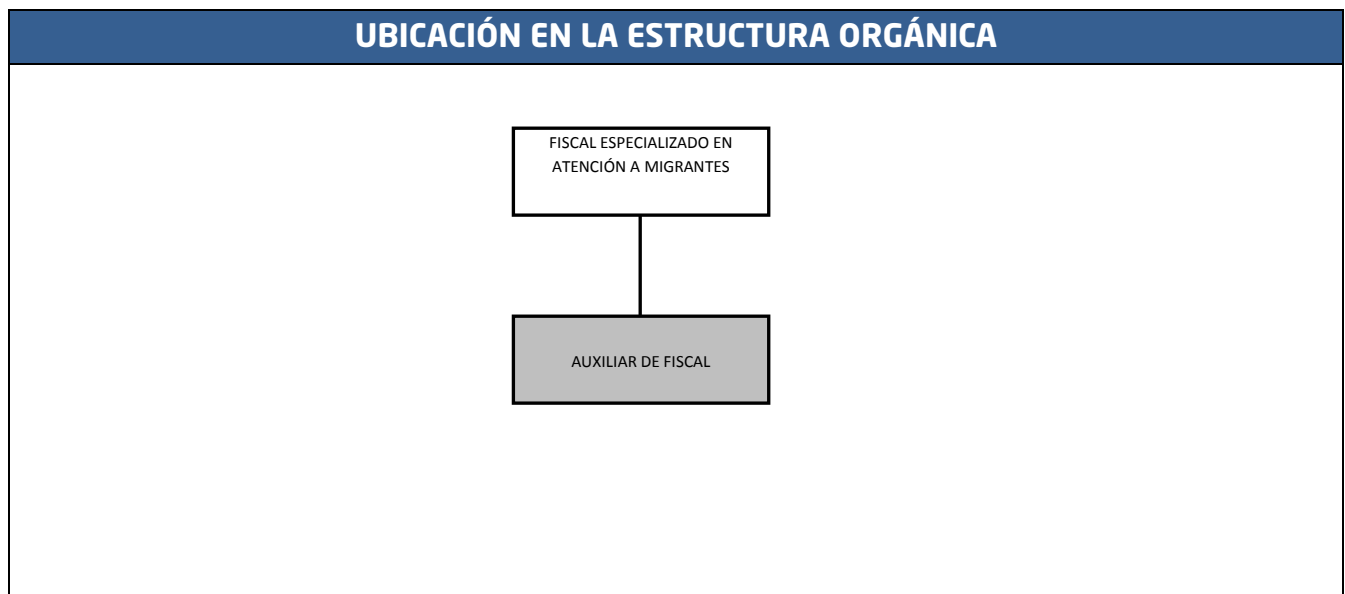 UBICACIÓN EN LA ESTRUCTURA ORGÁNICA
FISCAL ESPECIALIZADO EN
ATENCIÓN A MIGRANTES
AUXILIAR DE FISCAL